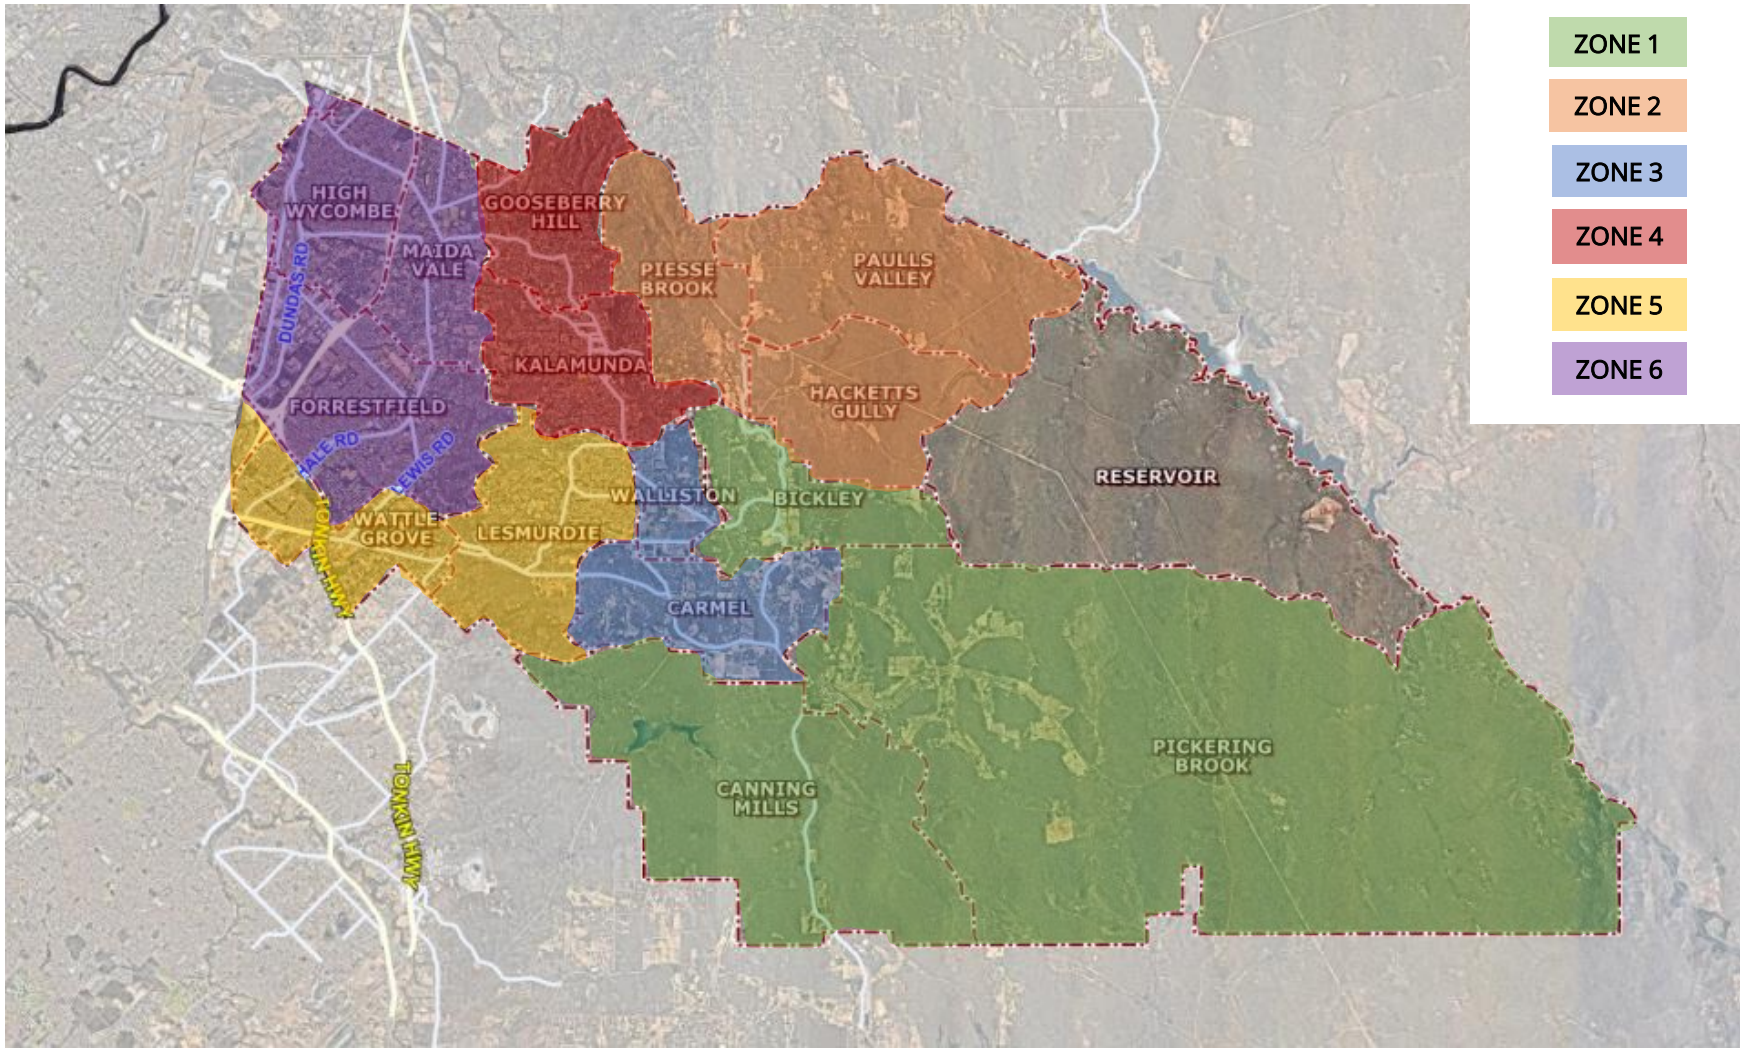 ZONE 1
ZONE 2
ZONE 3
ZONE 4
ZONE 5
ZONE 6
HIGH
WYCOMBE
GOOSEBERRY
HILL
MAIDA
VALE
PIESSE
BROOK
PAULLS
VALLEY
DUNDAS RD
KALAMUNDA
HACKETTS
GULLY
FORRESTFIELD
HALE RD
LEWIS RD
RESERVOIR
WALLISTON
BICKLEY
WATTLE
GROVE
LESMURDIE
TONKIN HWY
CARMEL
PICKERING
BROOK
CANNING
MILLS
TONKIN HWY